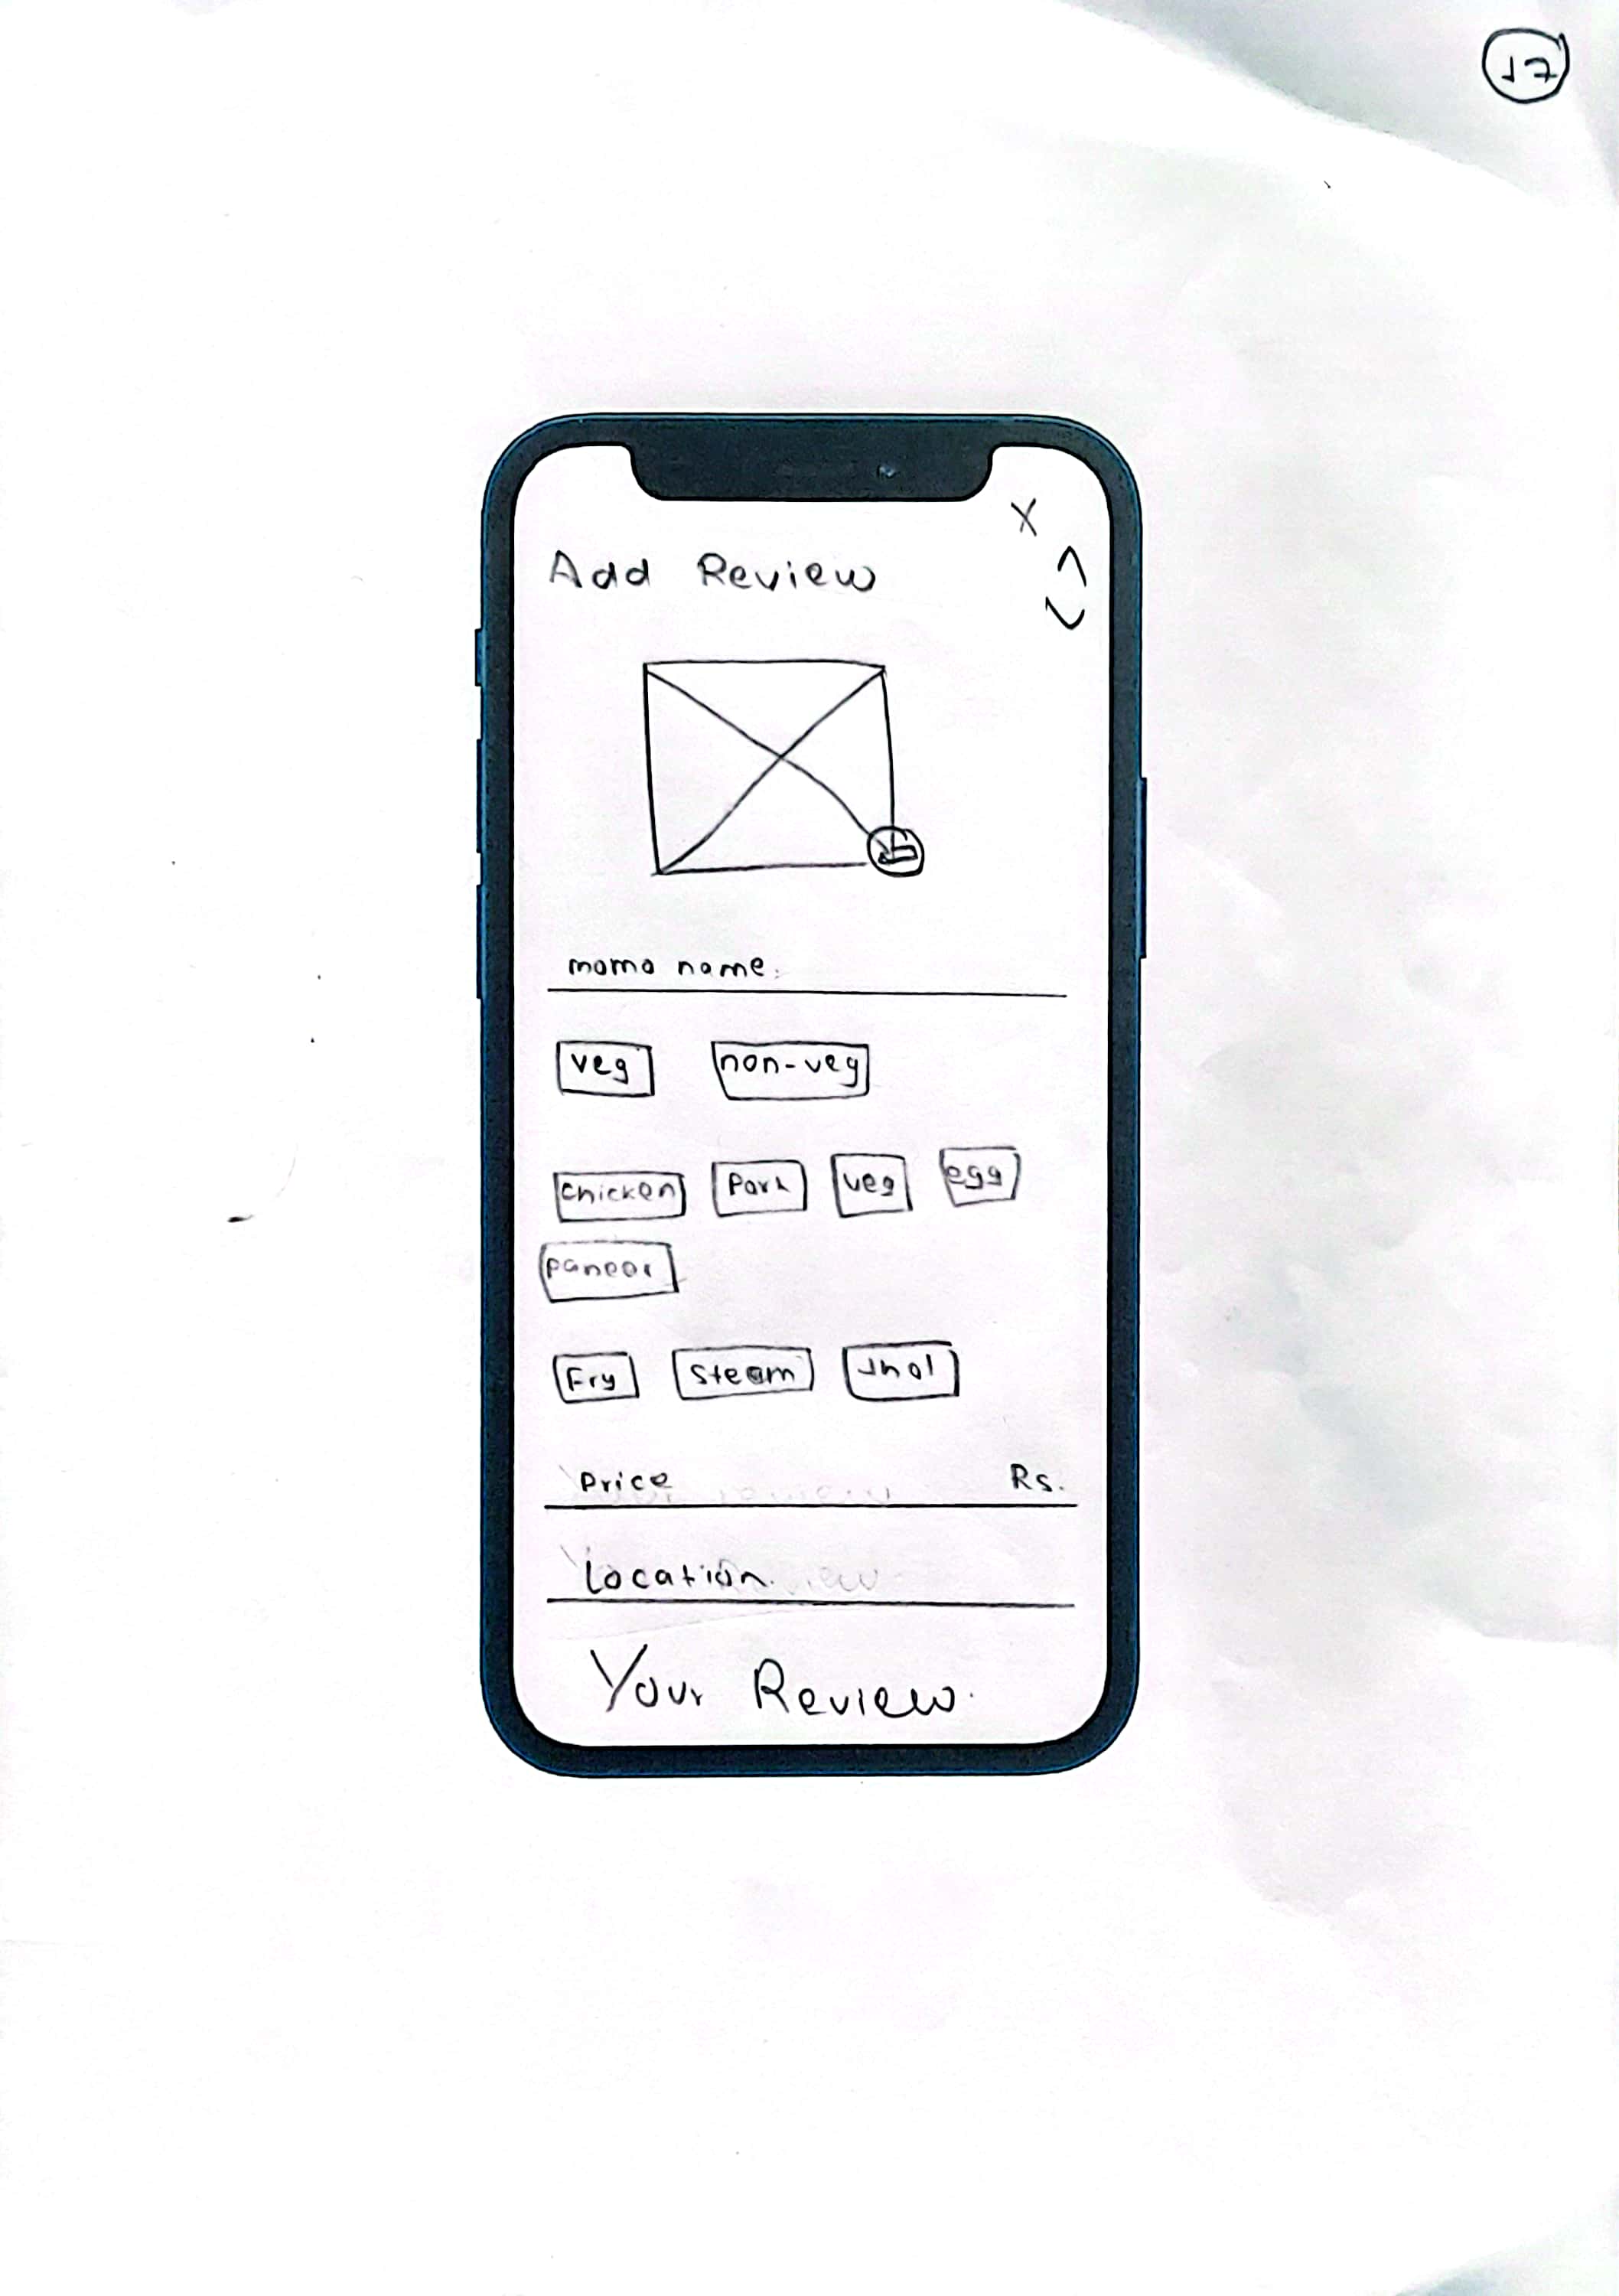 17
X
Add Review
momo name.
veg non-veg
chicken Pork veg egg
paneer
Fry steam Jhol
Price Rs.
Location.
Your Review.